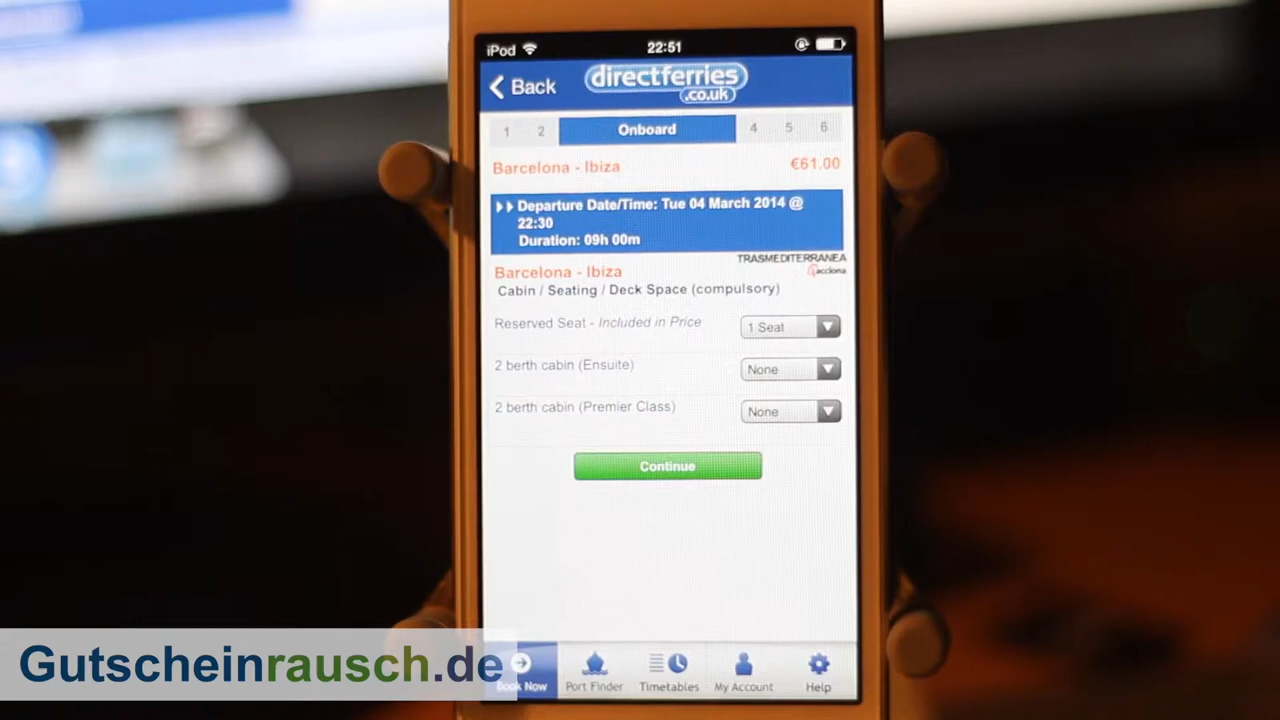 iPod 22:51
Back directferries
.co.uk
1 2 Onboard 4 5 6
Barcelona - Ibiza €61.00
Departure Date/Time: Tue 04 March 2014 @
22:30
Duration: 09h 00m
TRASMEDITERRANEA
acciona
Barcelona - Ibiza
Cabin / Seating / Deck Space (compulsory)
Reserved Seat - Included in Price 1 Seat
2 berth cabin (Ensuite) None
2 berth cabin (Premier Class) None
Continue
Gutscheinrausch.de
Book Now Port Finder Timetables My Account Help